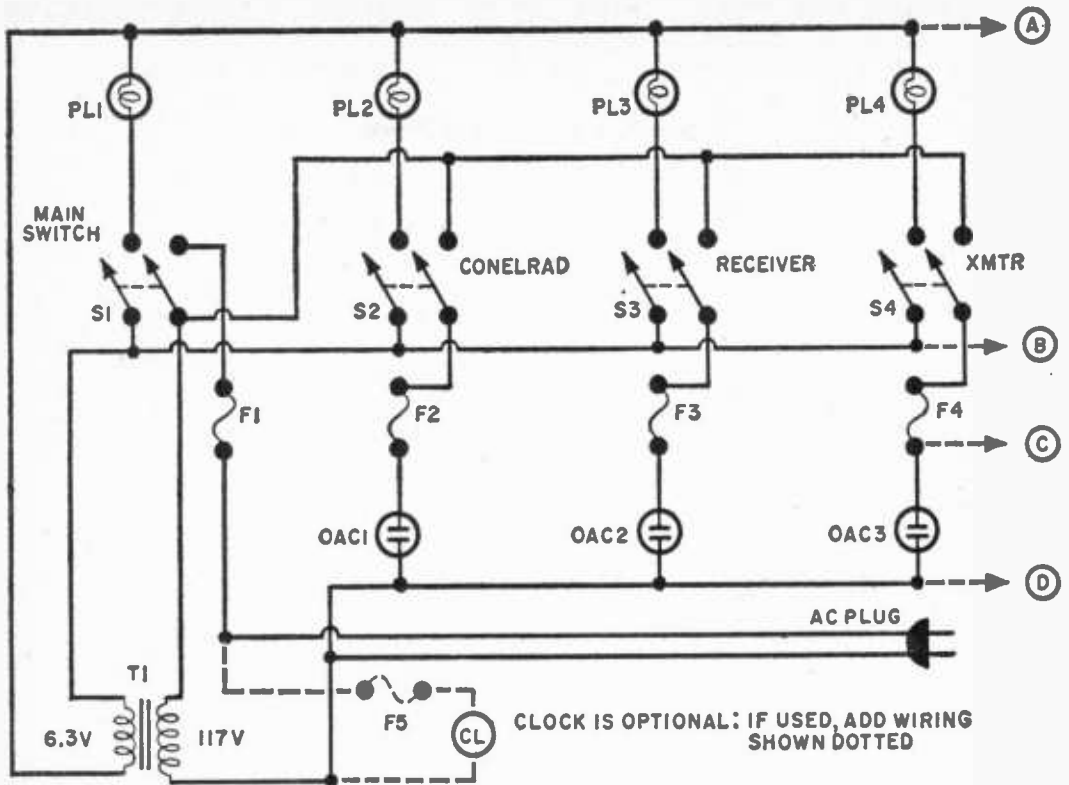 A
PL1
PL2
PL3
PL4
MAIN
SWITCH
CONELRAD
RECEIVER
XMTR
S1
S2
S3
S4
B
F1
F2
F3
F4
C
OAC1
OAC2
OAC3
D
AC PLUG
T1
6.3V
117V
F5
CL
CLOCK IS OPTIONAL: IF USED, ADD WIRING
SHOWN DOTTED